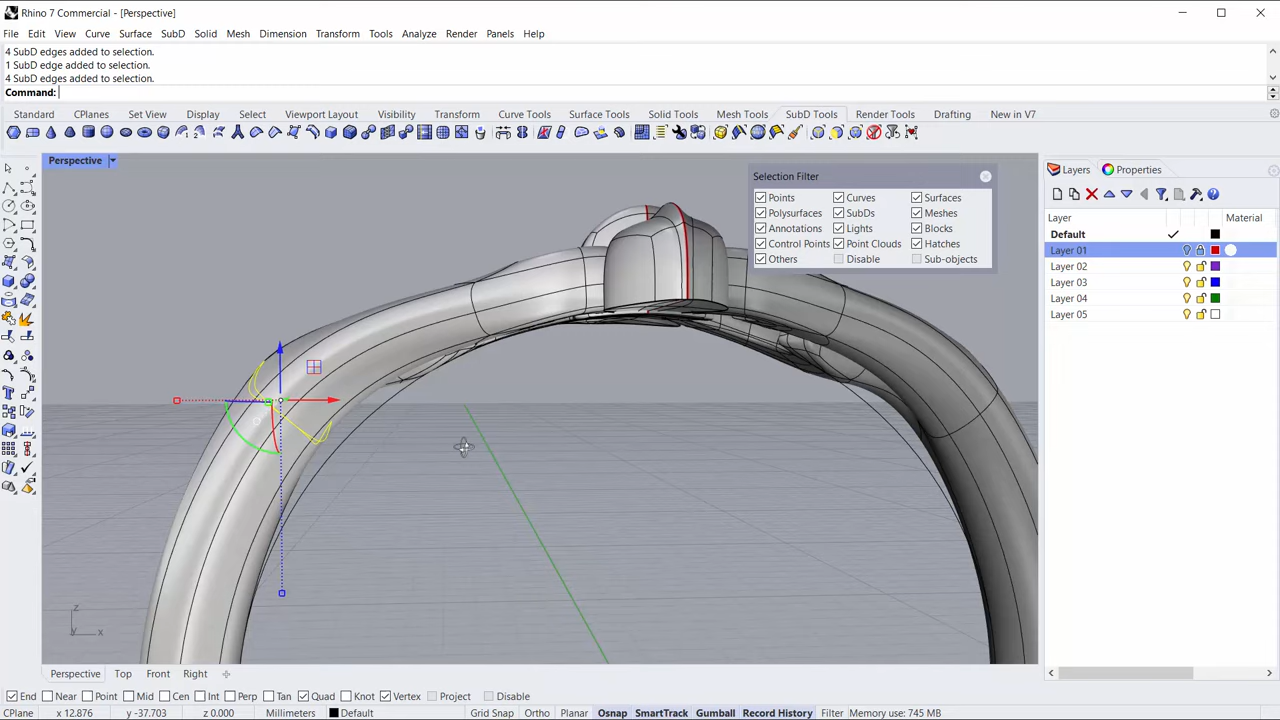 Rhino 7 Commercial - [Perspective]
File Edit View Curve Surface SubD Solid Mesh Dimension Transform Tools Analyze Render Panels Help
4 SubD edges added to selection.
1 SubD edge added to selection.
4 SubD edges added to selection.
Command:
Standard CPlanes Set View Display Select Viewport Layout Visibility Transform Curve Tools Surface Tools Solid Tools Mesh Tools SubD Tools Render Tools Drafting New in V7
Perspective
Selection Filter
Points Curves Surfaces
Polysurfaces SubDs Meshes
Annotations Lights Blocks
Control Points Point Clouds Hatches
Others Disable Sub-objects
Layers Properties
Layer Material
Default
Layer 01
Layer 02
Layer 03
Layer 04
Layer 05
z
y x
Perspective Top Front Right
End Near Point Mid Cen Int Perp Tan Quad Knot Vertex Project Disable
CPlane x 12.876 y -37.703 z 0.000 Millimeters Default Grid Snap Ortho Planar Osnap SmartTrack Gumball Record History Filter Memory use: 745 MB